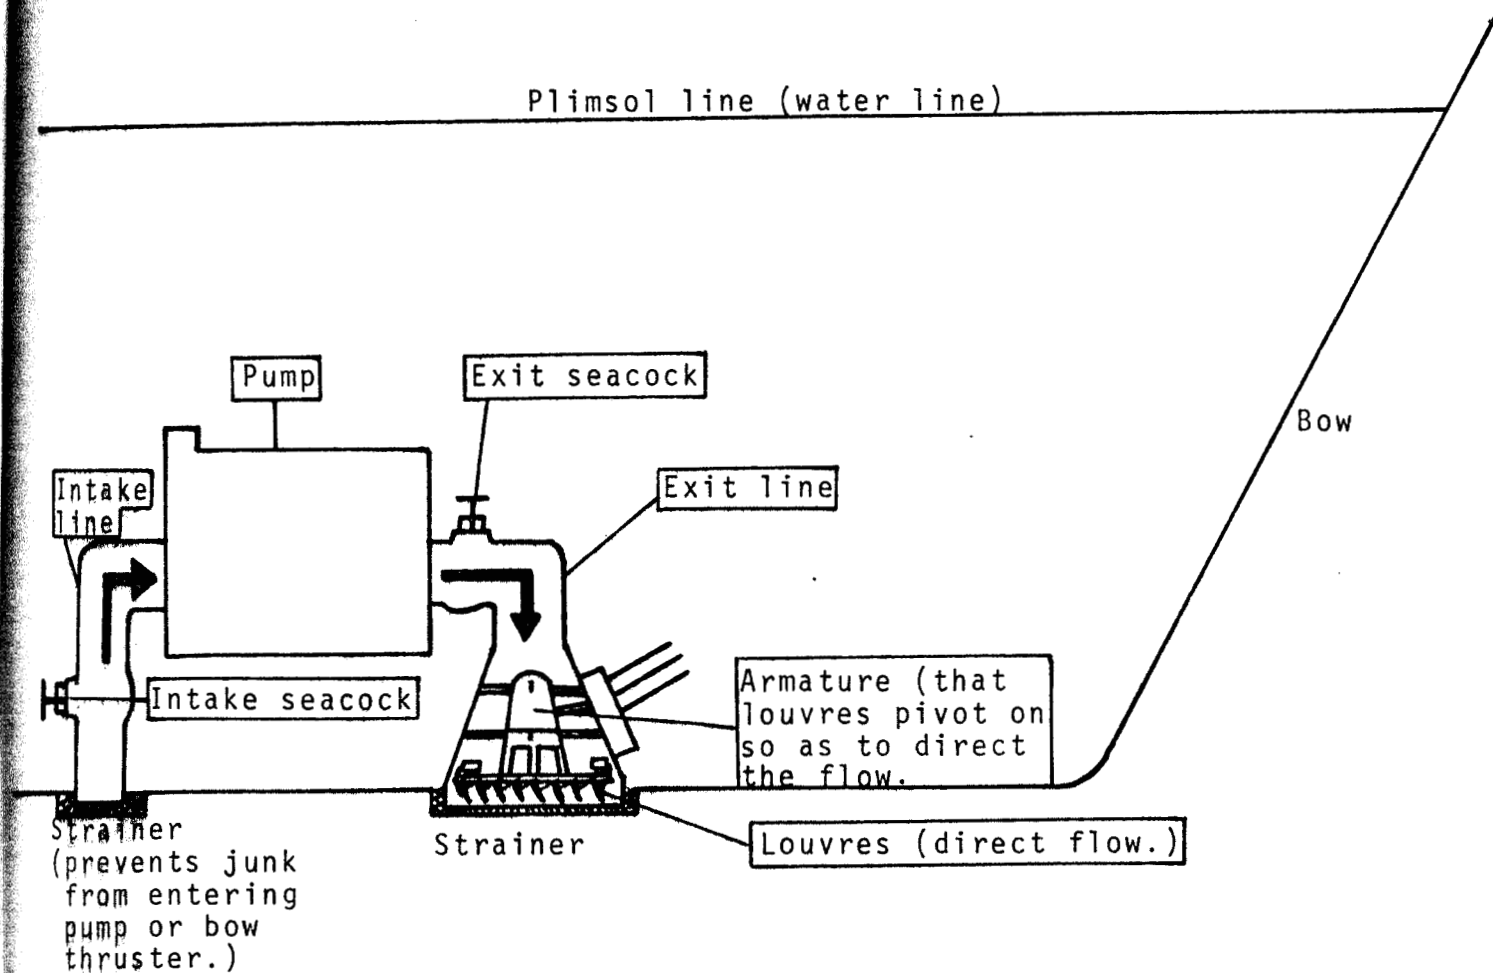 Plimsol line (water line)
Pump
Exit seacock
Bow
Intake
line
Exit line
Intake seacock
Armature (that
louvres pivot on
so as to direct
the flow.
Louvres (direct flow.)
Strainer
Strainer
(prevents junk
from entering
pump or bow
thruster.)